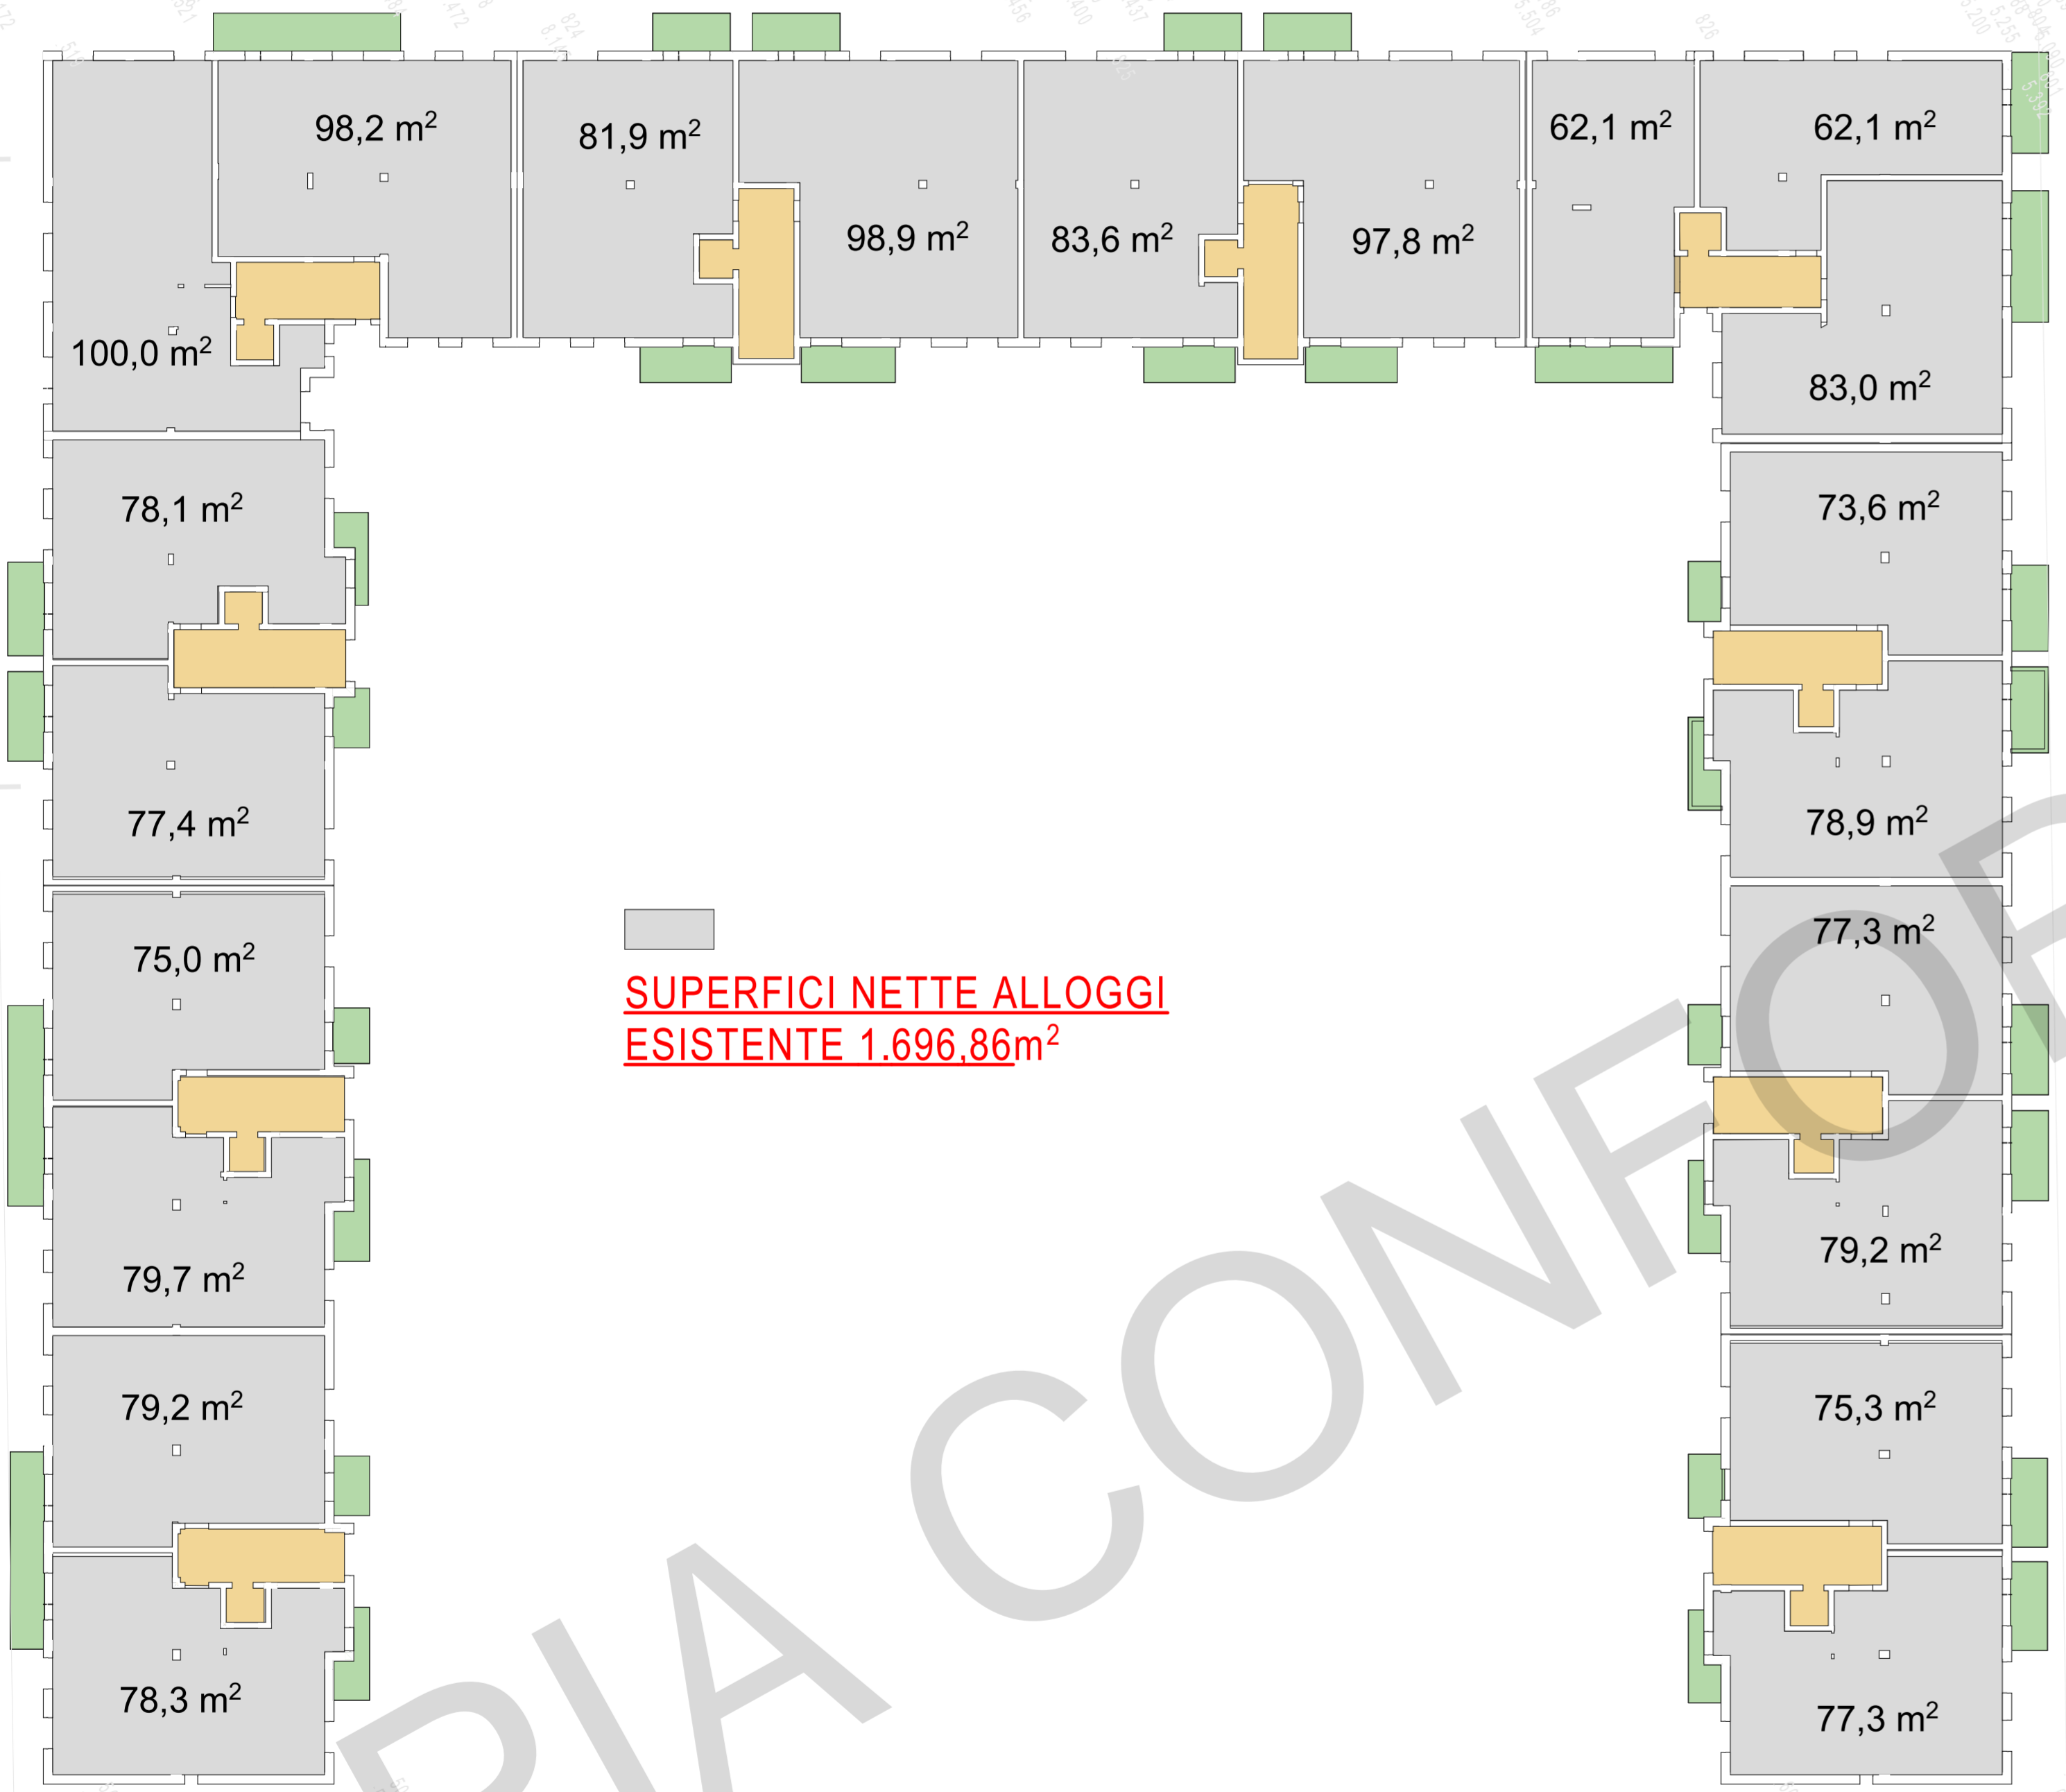 98,2 m²
81,9 m²
62,1 m²
62,1 m²
98,9 m²
83,6 m²
97,8 m²
100,0 m²
83,0 m²
78,1 m²
73,6 m²
77,4 m²
78,9 m²
75,0 m²
77,3 m²
SUPERFICI NETTE ALLOGGI
ESISTENTE 1.696,86m²
79,7 m²
79,2 m²
79,2 m²
75,3 m²
78,3 m²
77,3 m²
PIA CONFOR